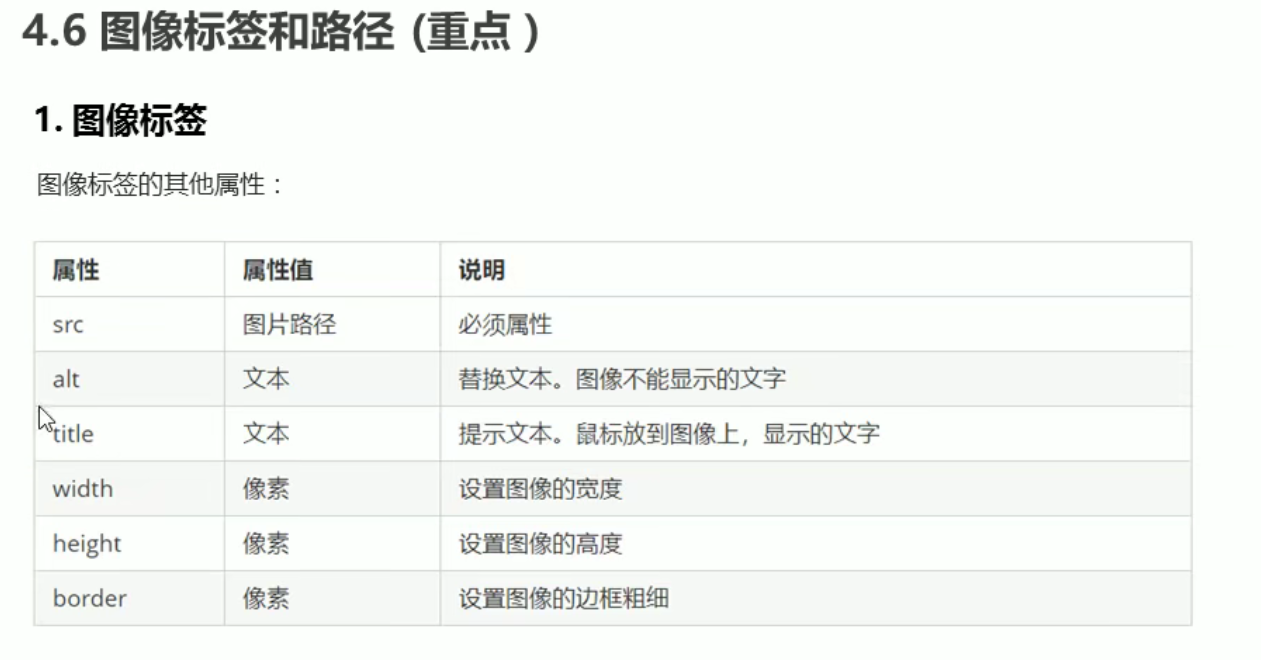 4.6 图像标签和路径 (重点 )
1. 图像标签
图像标签的其他属性：
属性 属性值 说明
src 图片路径 必须属性
alt 文本 替换文本。图像不能显示的文字
title 文本 提示文本。鼠标放到图像上，显示的文字
width 像素 设置图像的宽度
height 像素 设置图像的高度
border 像素 设置图像的边框粗细